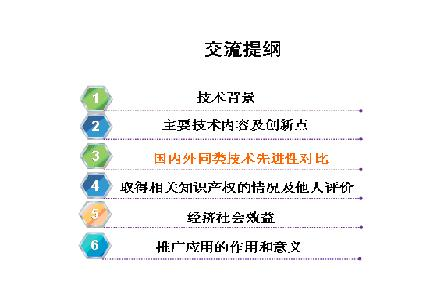 交流提纲
1 技术背景
2 主要技术内容及创新点
3 国内外同类技术先进性对比
4 取得相关知识产权的情况及他人评价
5 经济社会效益
6 推广应用的作用和意义